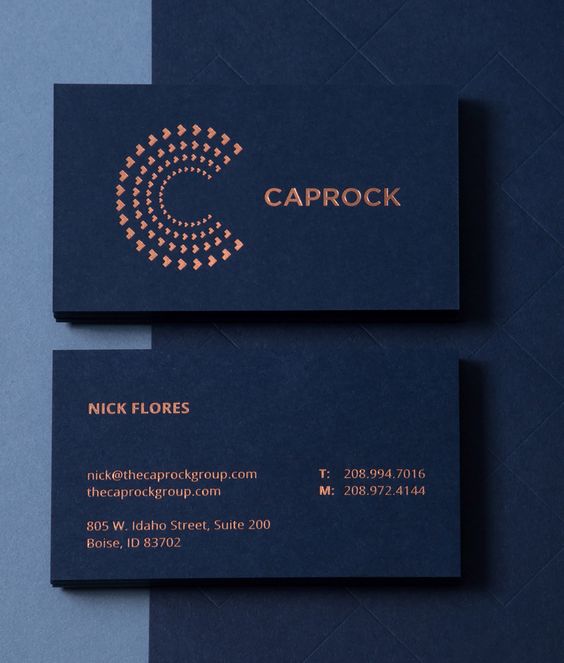 CAPROCK
NICK FLORES
nick@thecaprockgroup.com
thecaprockgroup.com
T: 208.994.7016
M: 208.972.4144
805 W. Idaho Street, Suite 200
Boise, ID 83702